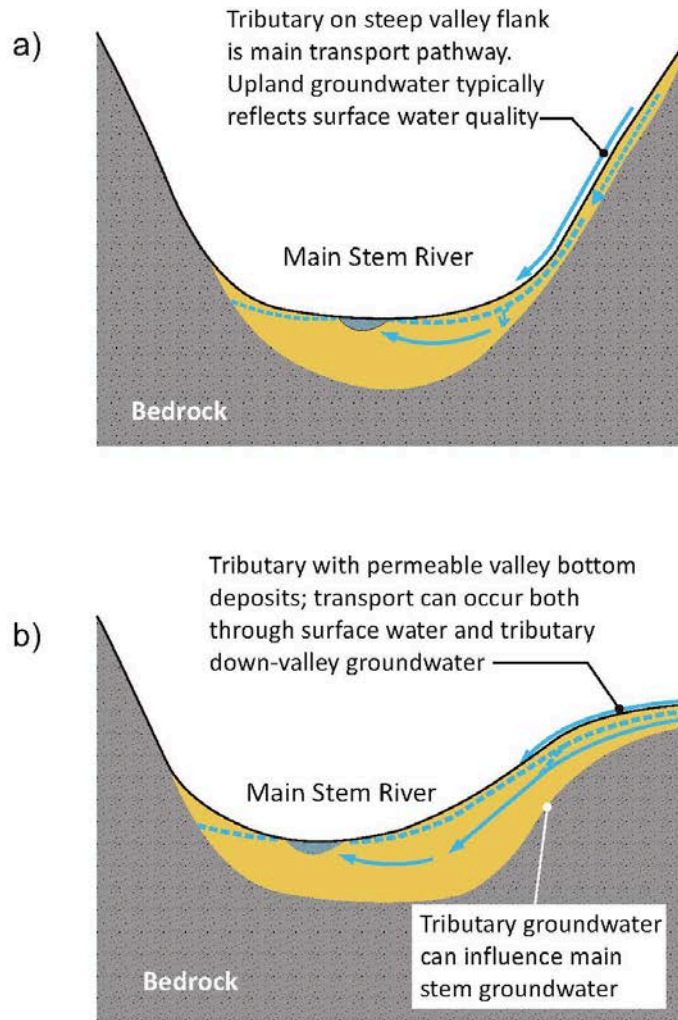 a)
Tributary on steep valley flank
is main transport pathway.
Upland groundwater typically
reflects surface water quality
Main Stem River
Bedrock
b)
Tributary with permeable valley bottom
deposits; transport can occur both
through surface water and tributary
down-valley groundwater
Main Stem River
Tributary groundwater
can influence main
stem groundwater
Bedrock